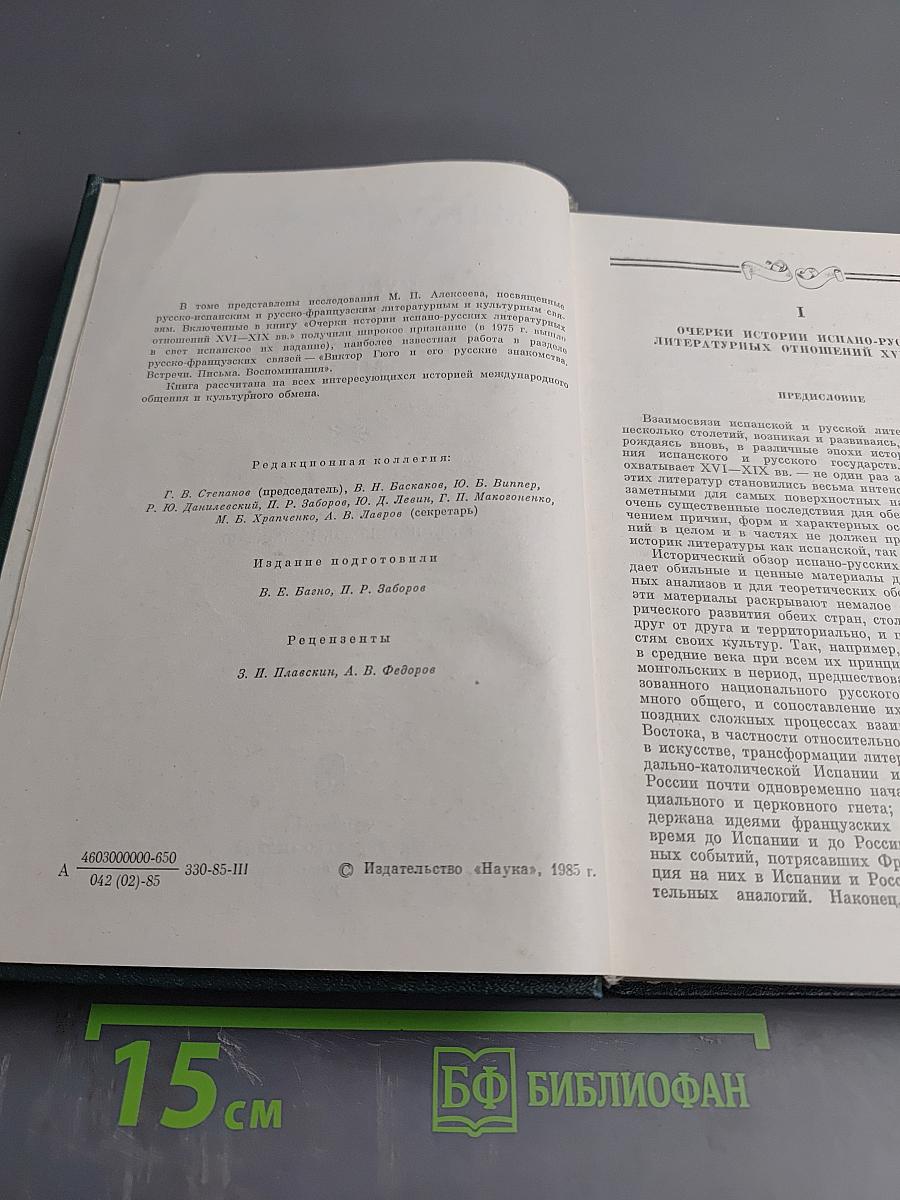 В томе представлены исследования М. П. Алексеева, посвященные
русско-испанским и русско-французским литературным и культурным свя-
зям. Включенные в книгу «Очерки истории испано-русских литературных
отношений XVI—XIX вв.» получили широкое признание (в 1975 г. вышло
в свет испанское их издание), наиболее известная работа в разделе
русско-французских связей — «Виктор Гюго и его русские знакомства.
Встречи. Письма. Воспоминания».
Книга рассчитана на всех интересующихся историей международного
общения и культурного обмена.
Редакционная коллегия:
Г. В. Степанов (председатель), В. Н. Баскаков, Ю. Б. Виппер,
Р. Ю. Данилевский, П. Р. Заборов, Ю. Д. Левин, Г. П. Макогоненко,
М. Б. Храпченко, А. В. Лавров (секретарь)
Издание подготовили
В. Е. Багно, П. Р. Заборов
Рецензенты
З. И. Плавскин, А. В. Федоров
А 4603000000-650 330-85-III
042 (02)-85
© Издательство «Наука», 1985 г.
I
ОЧЕРКИ ИСТОРИИ ИСПАНО-РУС
ЛИТЕРАТУРНЫХ ОТНОШЕНИЙ XV
ПРЕДИСЛОВИЕ
Взаимосвязи испанской и русской лите
несколько столетий, возникая и развиваясь,
рождаясь вновь, в различные эпохи исто
ния испанского и русского государств.
охватывает XVI—XIX вв. — не один раз
этих литератур становились весьма интенс
заметными для самых поверхностных на
очень существенные последствия для обе
чением причин, форм и характерных ос
ний в целом и в частях не должен пр
историк литературы как испанской, так
Исторический обзор испано-русских
дает обильные и ценные материалы д
ных анализов и для теоретических обо
эти материалы раскрывают немалое
рического развития обеих стран, стол
друг от друга и территориально, и п
стям своих культур. Так, например,
в средние века при всем их принци
монгольских в период, предшествова
зованного национального русского
много общего, и сопоставление их
поздних сложных процессах взаи
Востока, в частности относительно
в искусстве, трансформации литер
дально-католической Испании и
России почти одновременно нача
циального и церковного гнета;
держана идеями французских
время до Испании и до России
ных событий, потрясавших Фр
ция на них в Испании и Росс
тельных аналогий. Наконец,
15 см
БФ БИБЛИОФАН